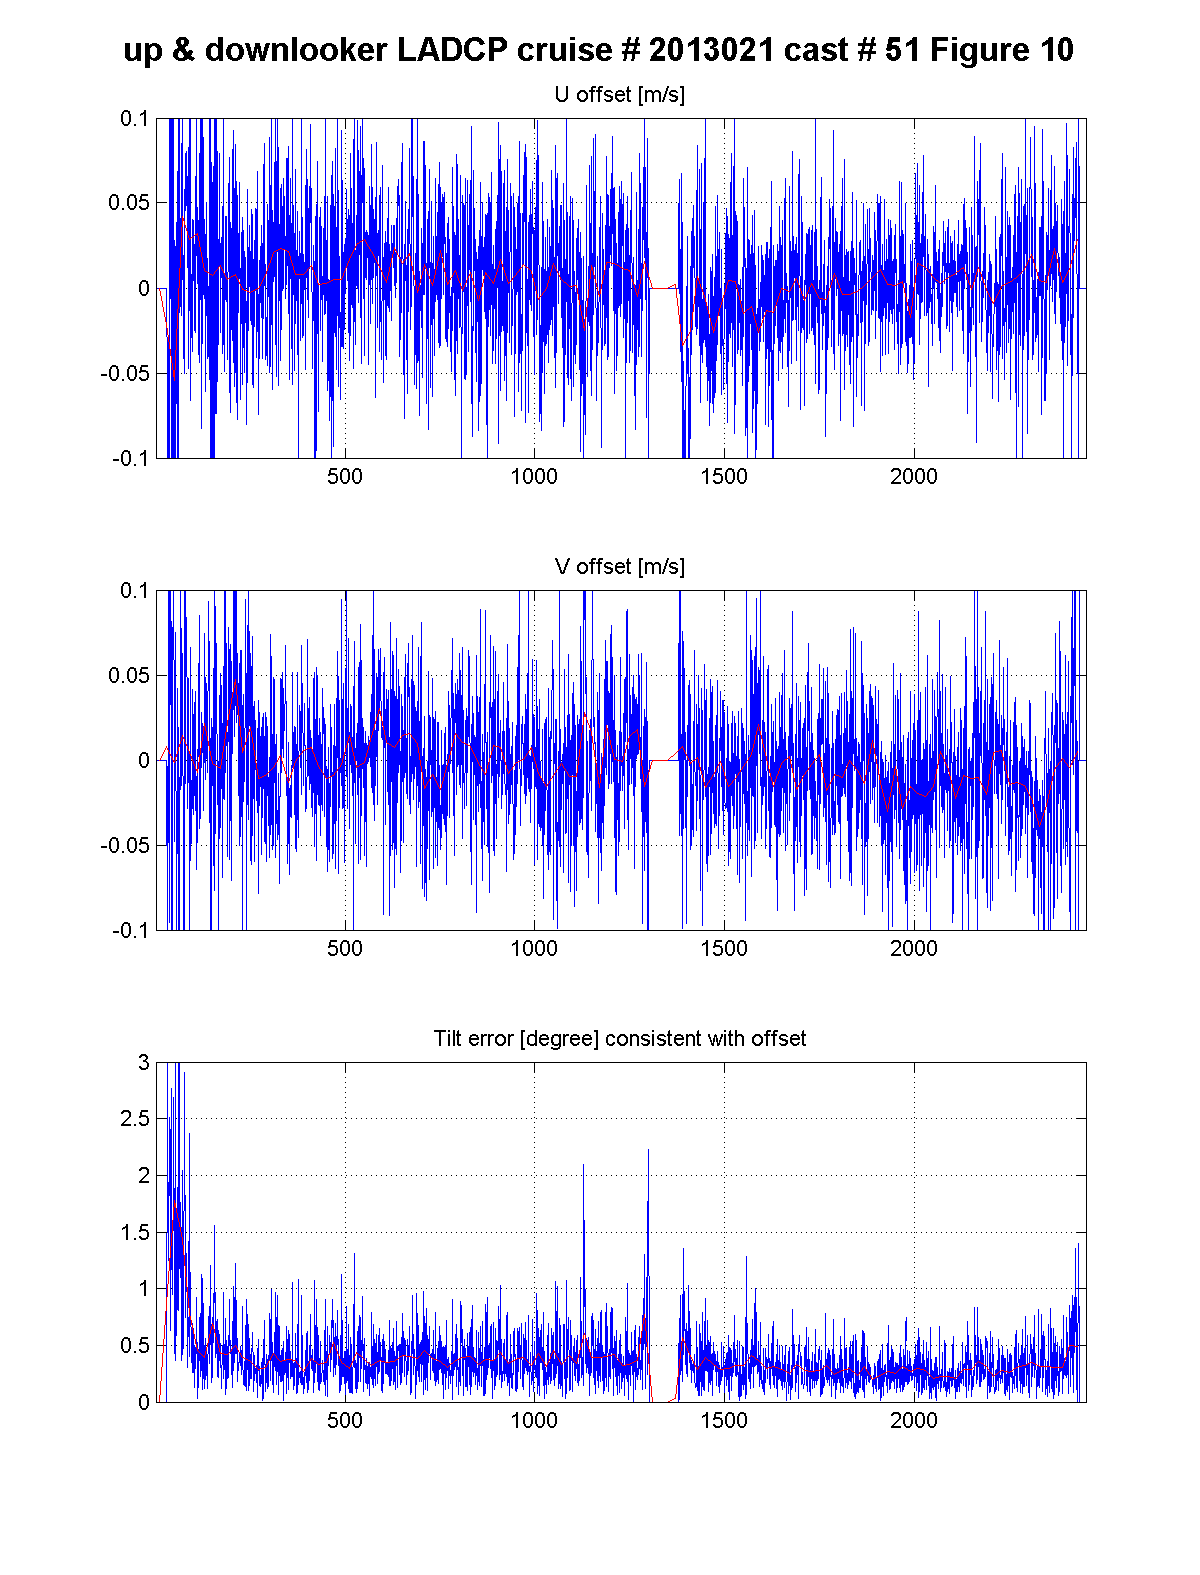 up & downlooker LADCP cruise # 2013021 cast # 51 Figure 10
U offset [m/s]
0.1
0.05
0
-0.05
-0.1
500 1000 1500 2000
V offset [m/s]
0.1
0.05
0
-0.05
-0.1
500 1000 1500 2000
Tilt error [degree] consistent with offset
3
2.5
2
1.5
1
0.5
0
500 1000 1500 2000